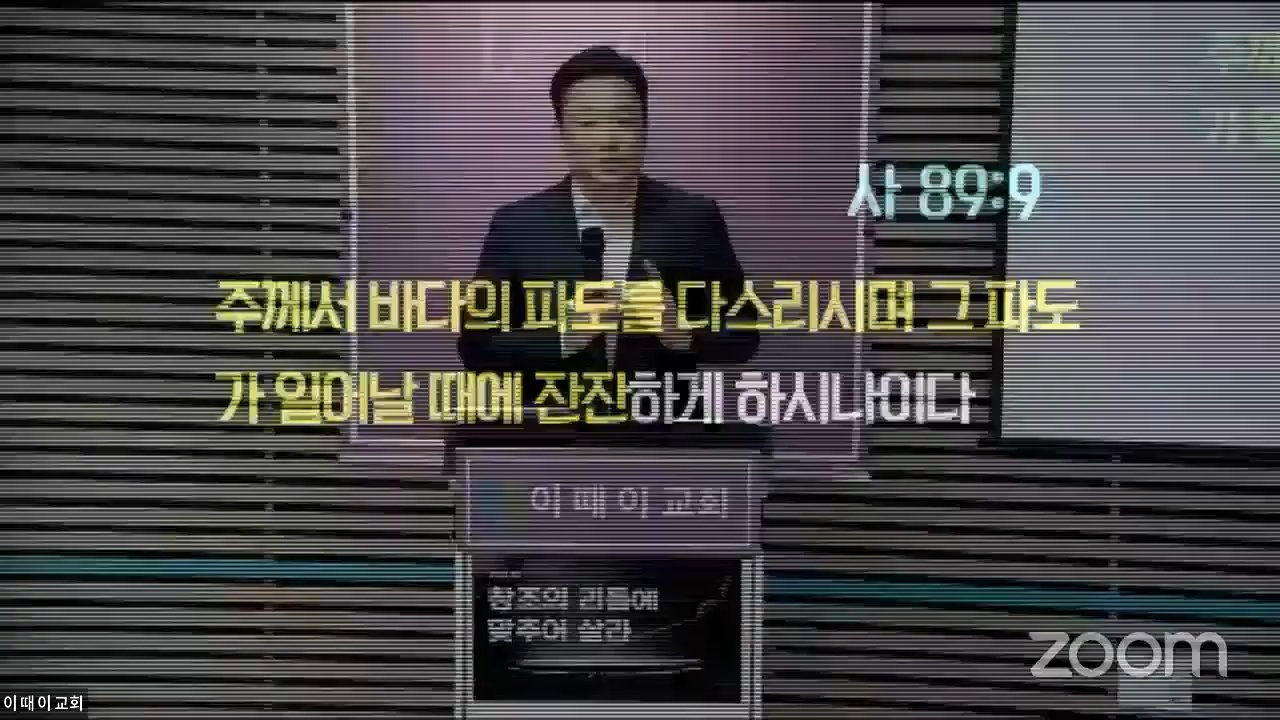 사 89:9
주께서 바다의 파도를 다스리시며 그 파도
가 일어날 때에 잔잔하게 하시나이다
이 때 이 교회
창조의 리듬에
맞추어 살라
zoom
이 때 이 교회